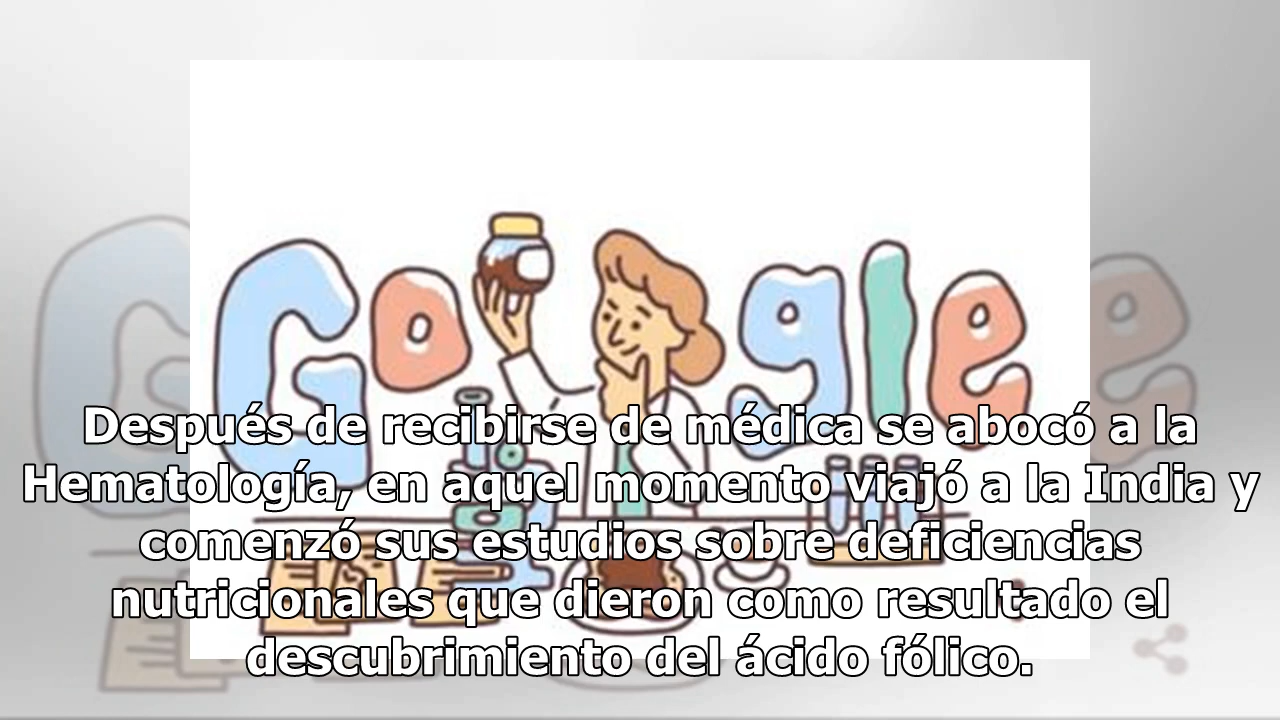 Google
Después de recibirse de médica se abocó a la
Hematología, en aquel momento viajó a la India y
comenzó sus estudios sobre deficiencias
nutricionales que dieron como resultado el
descubrimiento del ácido fólico.